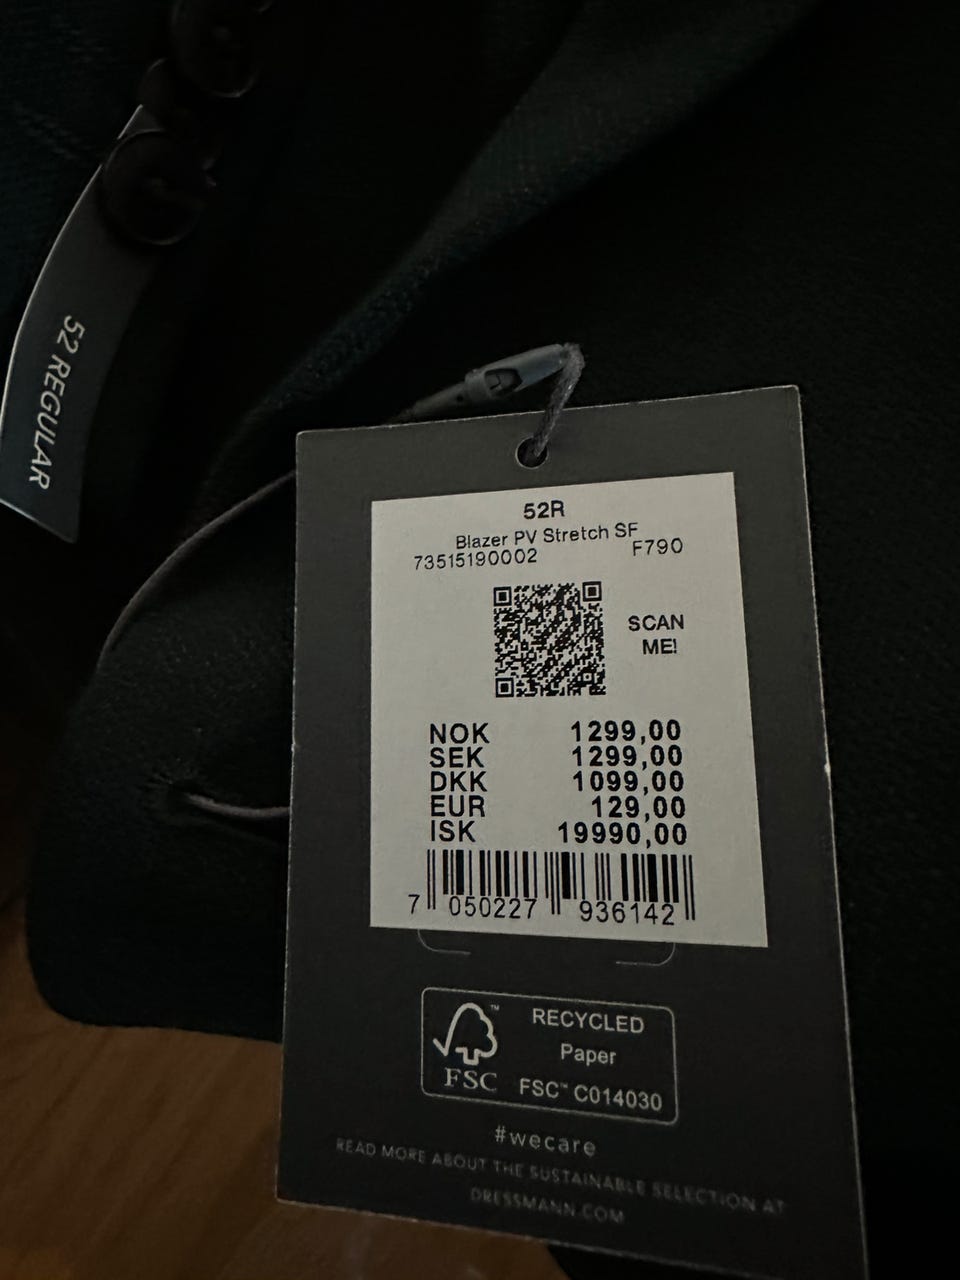 52 REGULAR
52R
Blazer PV Stretch SF
73515190002 F790
SCAN
ME!
NOK 1299,00
SEK 1299,00
DKK 1099,00
EUR 129,00
ISK 19990,00
7 050227 936142
FSC™
RECYCLED
Paper
FSC™ C014030
#wecare
READ MORE ABOUT THE SUSTAINABLE SELECTION AT
DRESSMANN.COM